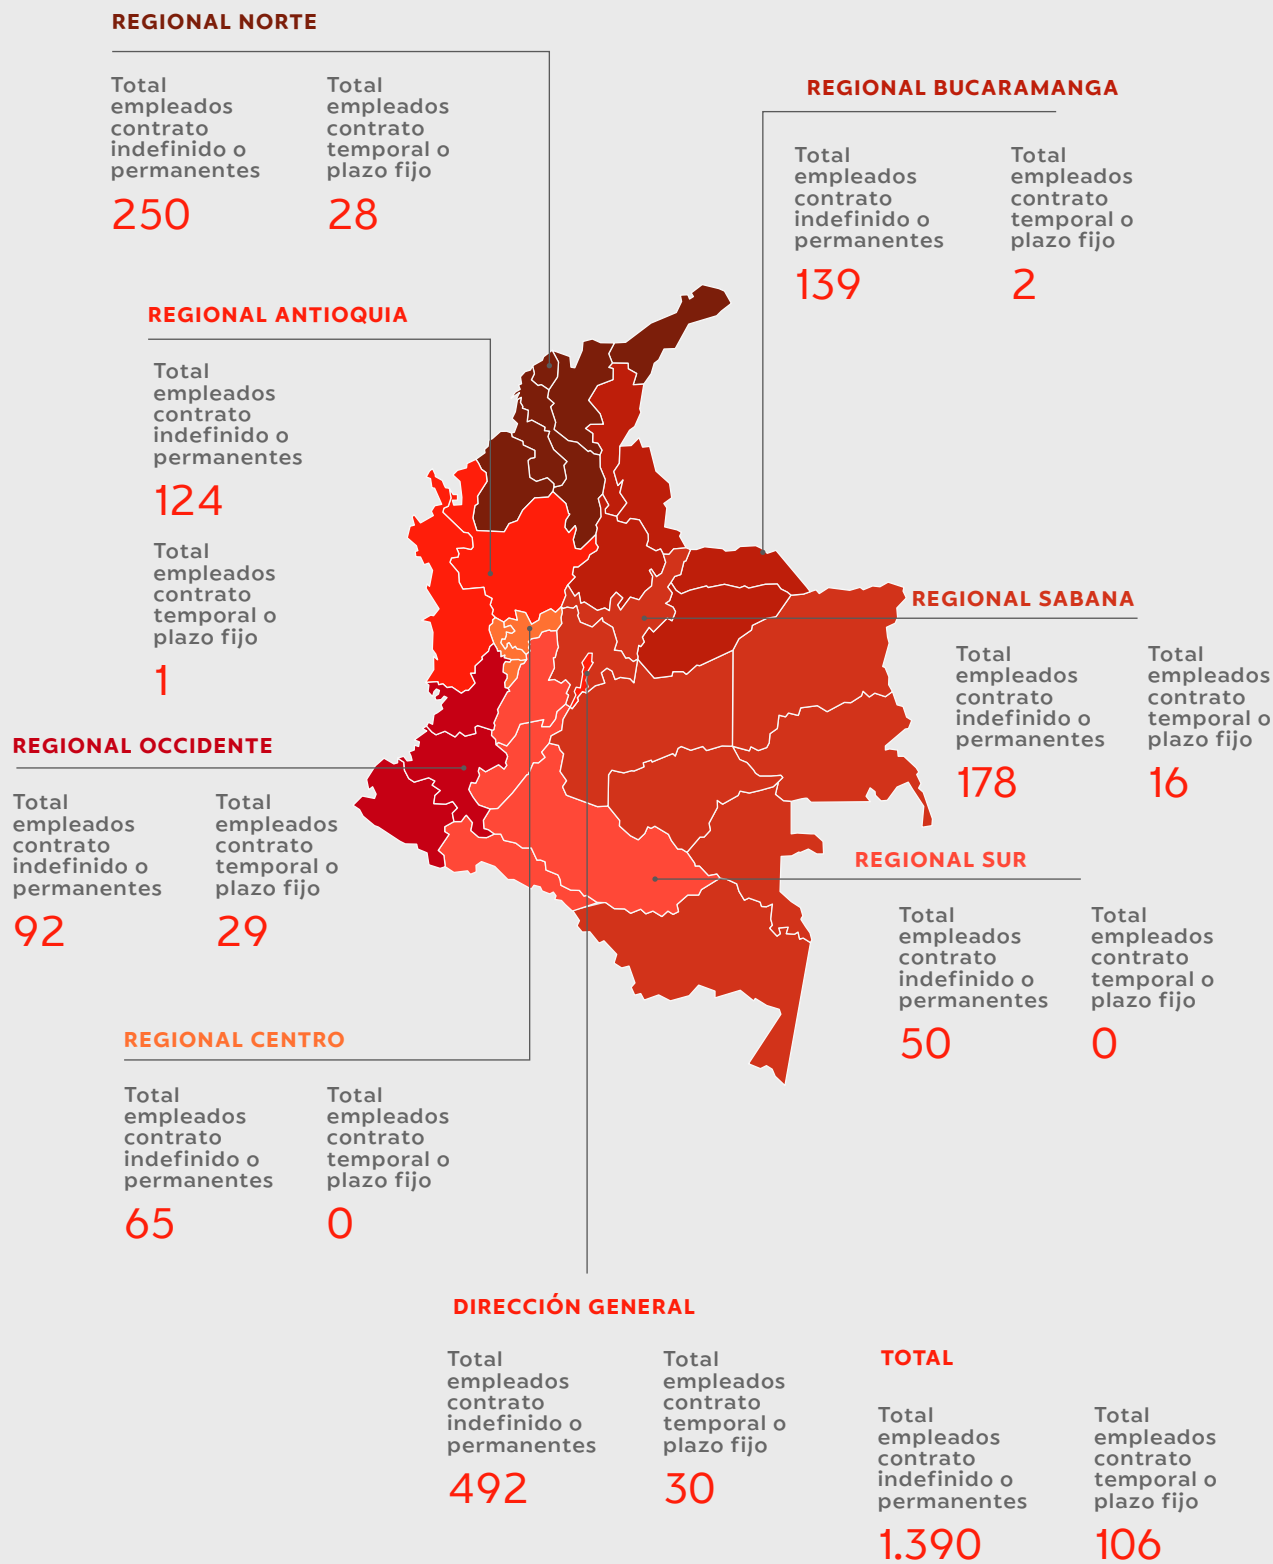 REGIONAL NORTE
Total
empleados
contrato
indefinido o
permanentes
250
Total
empleados
contrato
temporal o
plazo fijo
28
REGIONAL BUCARAMANGA
Total
empleados
contrato
indefinido o
permanentes
139
Total
empleados
contrato
temporal o
plazo fijo
2
REGIONAL ANTIOQUIA
Total
empleados
contrato
indefinido o
permanentes
124
Total
empleados
contrato
temporal o
plazo fijo
1
REGIONAL SABANA
Total
empleados
contrato
indefinido o
permanentes
178
Total
empleados
contrato
temporal o
plazo fijo
16
REGIONAL OCCIDENTE
Total
empleados
contrato
indefinido o
permanentes
92
Total
empleados
contrato
temporal o
plazo fijo
29
REGIONAL SUR
Total
empleados
contrato
indefinido o
permanentes
50
Total
empleados
contrato
temporal o
plazo fijo
0
REGIONAL CENTRO
Total
empleados
contrato
indefinido o
permanentes
65
Total
empleados
contrato
temporal o
plazo fijo
0
DIRECCIÓN GENERAL
Total
empleados
contrato
indefinido o
permanentes
492
Total
empleados
contrato
temporal o
plazo fijo
30
TOTAL
Total
empleados
contrato
indefinido o
permanentes
1.390
Total
empleados
contrato
temporal o
plazo fijo
106